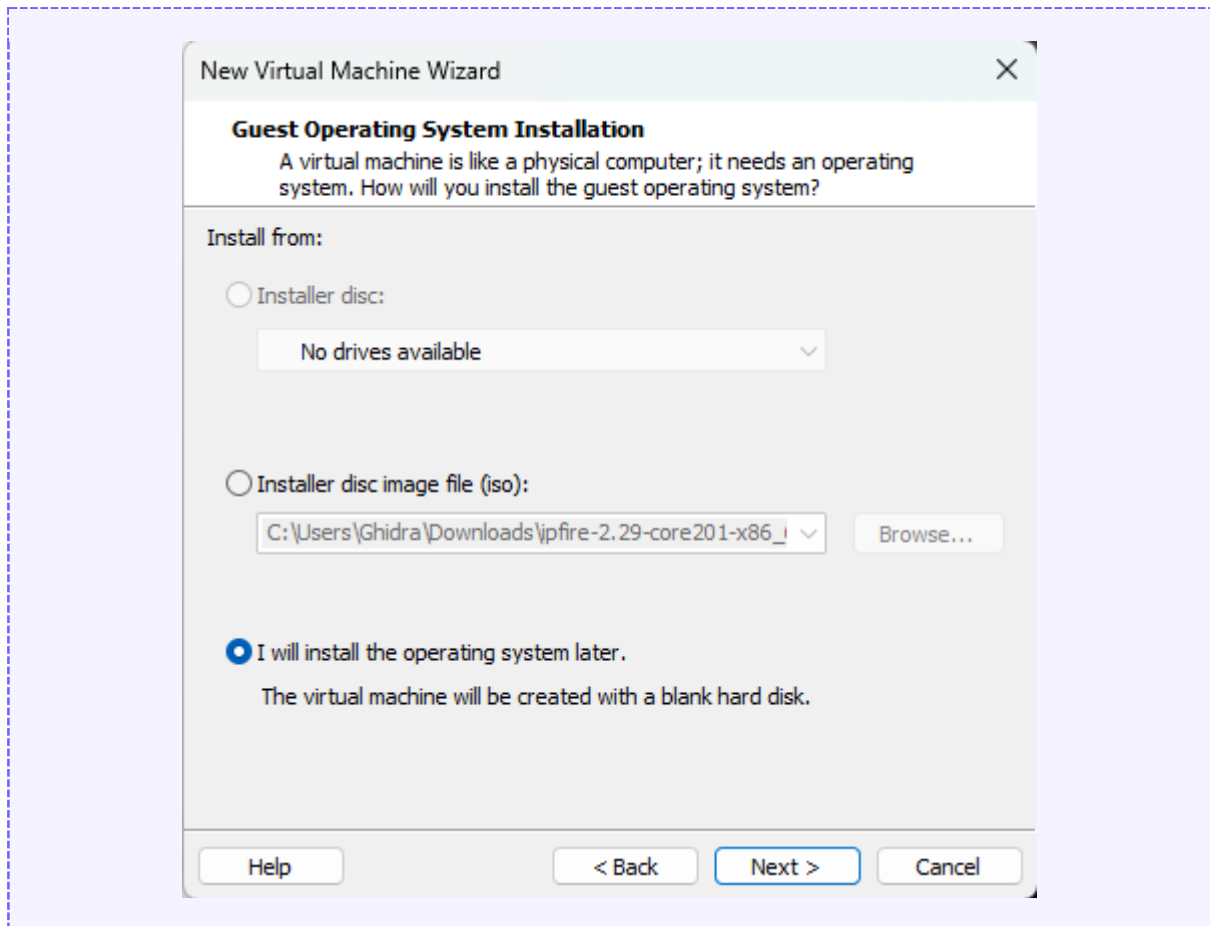 New Virtual Machine Wizard
Guest Operating System Installation
A virtual machine is like a physical computer; it needs an operating
system. How will you install the guest operating system?
Install from:
Installer disc:
No drives available
Installer disc image file (iso):
C:\Users\Ghidra\Downloads\ipfire-2.29-core201-x86_
Browse...
I will install the operating system later.
The virtual machine will be created with a blank hard disk.
Help
< Back
Next >
Cancel